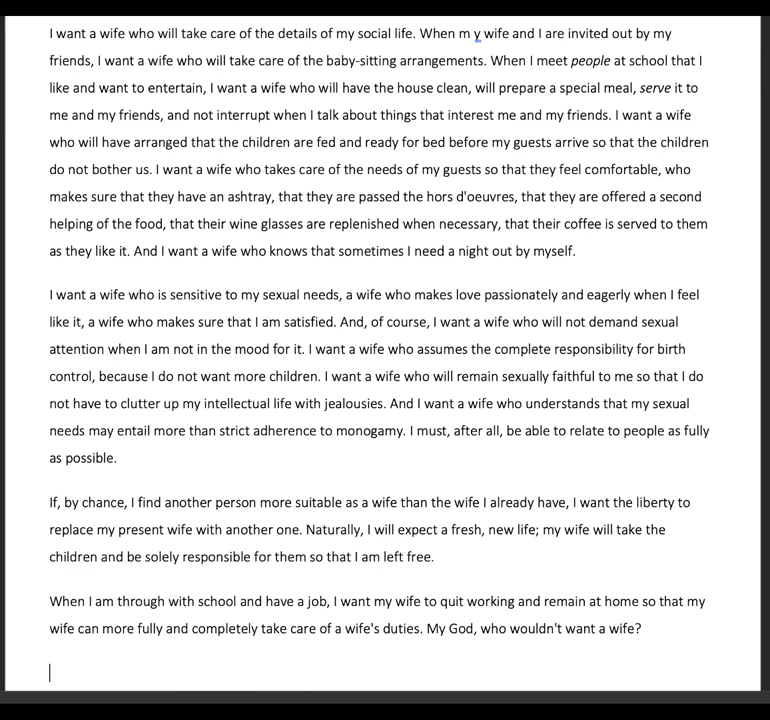 I want a wife who will take care of the details of my social life. When m y wife and I are invited out by my
friends, I want a wife who will take care of the baby-sitting arrangements. When I meet people at school that I
like and want to entertain, I want a wife who will have the house clean, will prepare a special meal, serve it to
me and my friends, and not interrupt when I talk about things that interest me and my friends. I want a wife
who will have arranged that the children are fed and ready for bed before my guests arrive so that the children
do not bother us. I want a wife who takes care of the needs of my guests so that they feel comfortable, who
makes sure that they have an ashtray, that they are passed the hors d'oeuvres, that they are offered a second
helping of the food, that their wine glasses are replenished when necessary, that their coffee is served to them
as they like it. And I want a wife who knows that sometimes I need a night out by myself.
I want a wife who is sensitive to my sexual needs, a wife who makes love passionately and eagerly when I feel
like it, a wife who makes sure that I am satisfied. And, of course, I want a wife who will not demand sexual
attention when I am not in the mood for it. I want a wife who assumes the complete responsibility for birth
control, because I do not want more children. I want a wife who will remain sexually faithful to me so that I do
not have to clutter up my intellectual life with jealousies. And I want a wife who understands that my sexual
needs may entail more than strict adherence to monogamy. I must, after all, be able to relate to people as fully
as possible.
If, by chance, I find another person more suitable as a wife than the wife I already have, I want the liberty to
replace my present wife with another one. Naturally, I will expect a fresh, new life; my wife will take the
children and be solely responsible for them so that I am left free.
When I am through with school and have a job, I want my wife to quit working and remain at home so that my
wife can more fully and completely take care of a wife's duties. My God, who wouldn't want a wife?